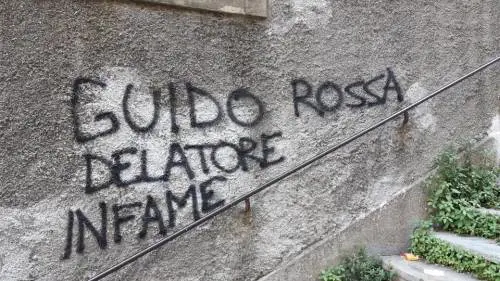 GUIDO ROSSA
DELATORE
INFAME